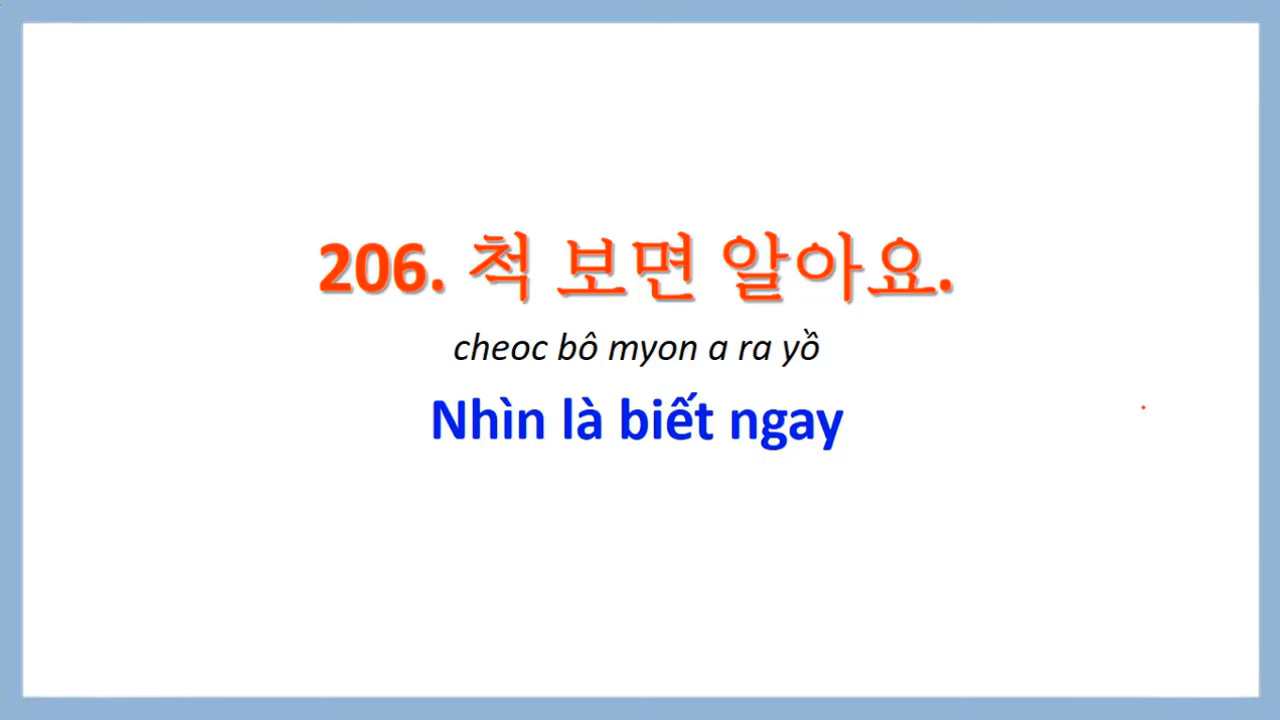 206. 척 보면 알아요.
cheoc bô myon a ra yồ
Nhìn là biết ngay